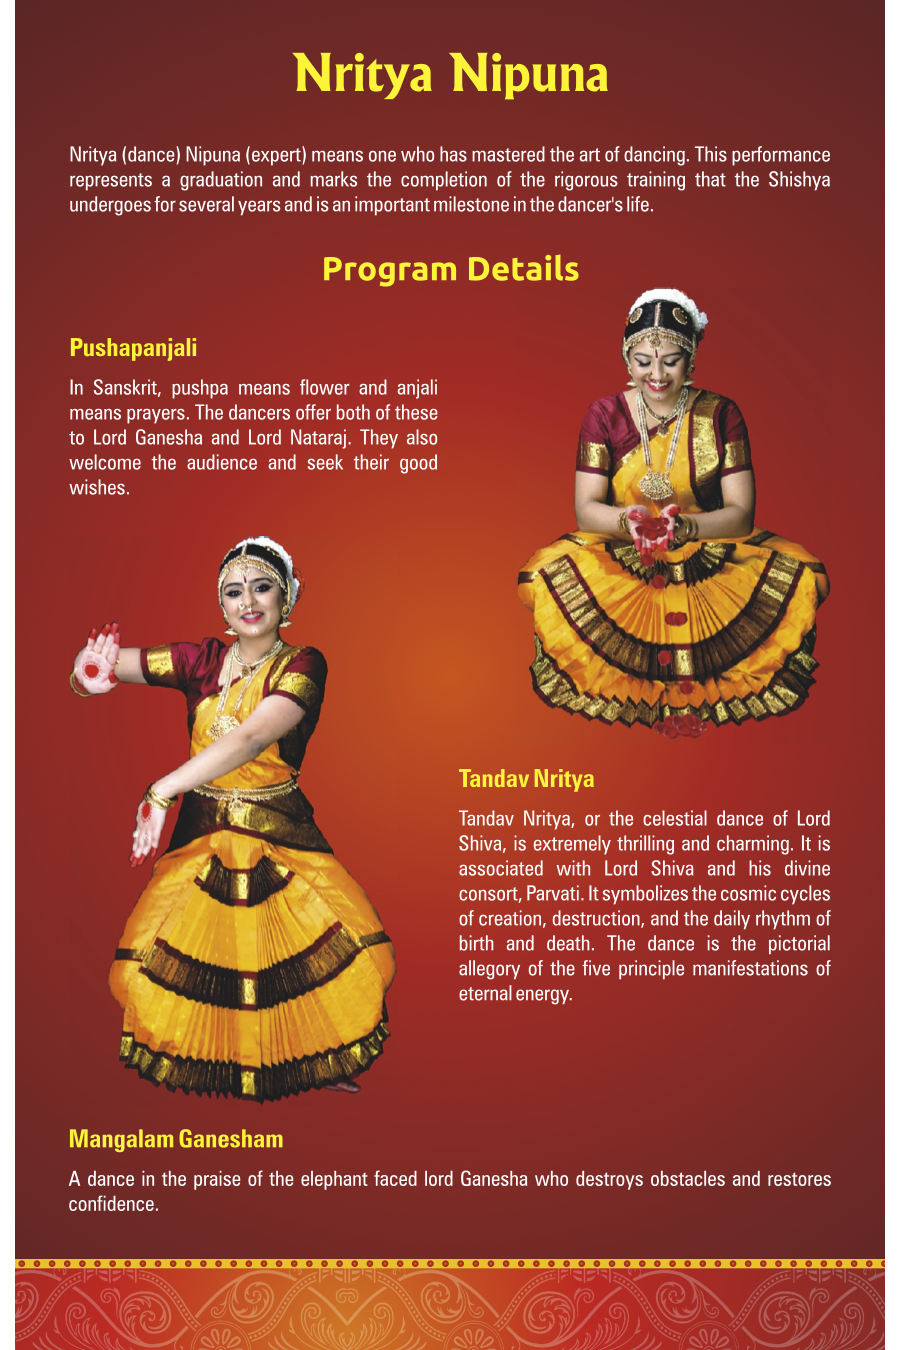 Nritya Nipuna
Nritya (dance) Nipuna (expert) means one who has mastered the art of dancing. This performance
represents a graduation and marks the completion of the rigorous training that the Shishya
undergoes for several years and is an important milestone in the dancer's life.
Program Details
Pushapanjali
In Sanskrit, pushpa means flower and anjali
means prayers. The dancers offer both of these
to Lord Ganesha and Lord Nataraj. They also
welcome the audience and seek their good
wishes.
Tandav Nritya
Tandav Nritya, or the celestial dance of Lord
Shiva, is extremely thrilling and charming. It is
associated with Lord Shiva and his divine
consort, Parvati. It symbolizes the cosmic cycles
of creation, destruction, and the daily rhythm of
birth and death. The dance is the pictorial
allegory of the five principle manifestations of
eternal energy.
Mangalam Ganesham
A dance in the praise of the elephant faced lord Ganesha who destroys obstacles and restores
confidence.